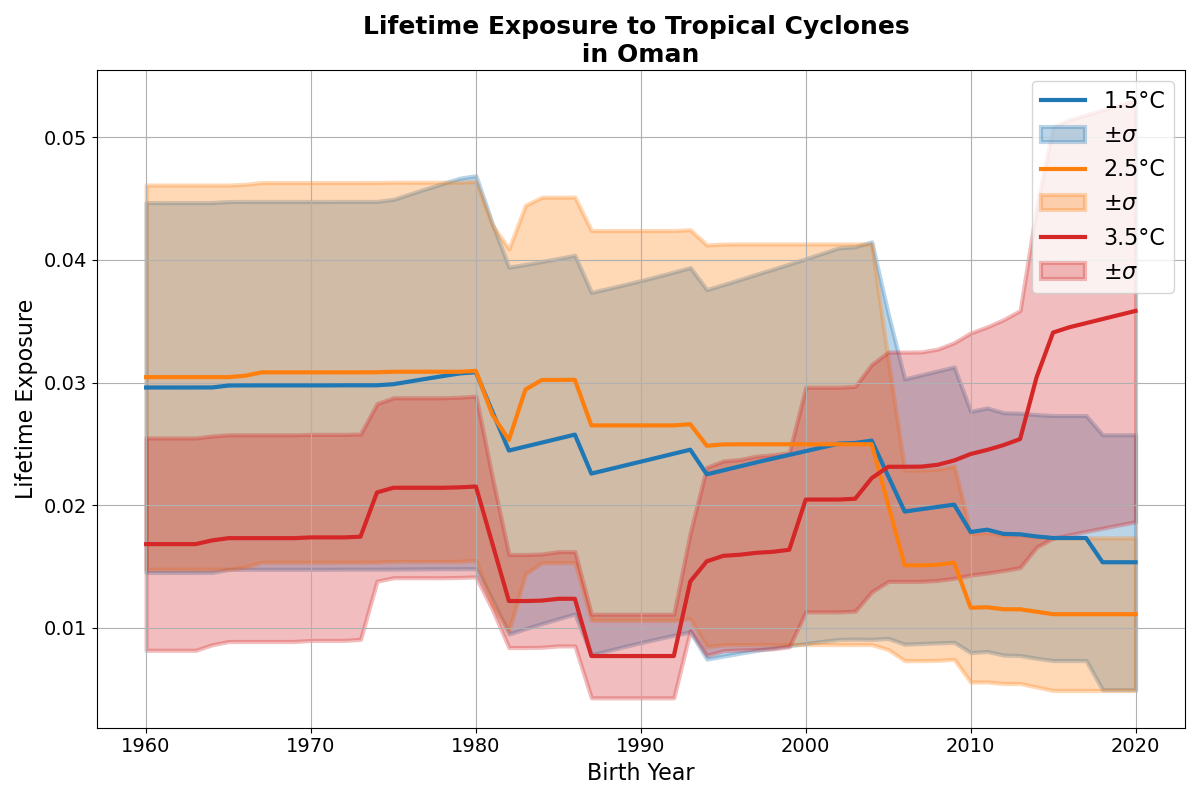 Lifetime Exposure to Tropical Cyclones
in Oman
1.5°C
±σ
2.5°C
±σ
3.5°C
±σ
0.05
0.04
0.03
0.02
0.01
Lifetime Exposure
1960 1970 1980 1990 2000 2010 2020
Birth Year